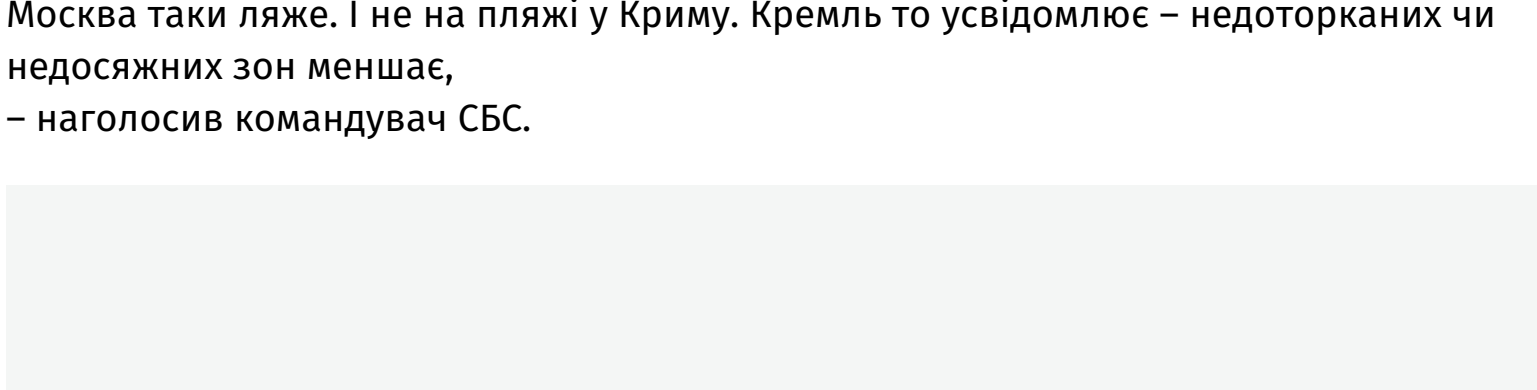 Москва таки ляже. І не на пляжі у Криму. Кремль то усвідомлює – недоторканих чи
недосяжних зон меншає,
– наголосив командувач СБС.